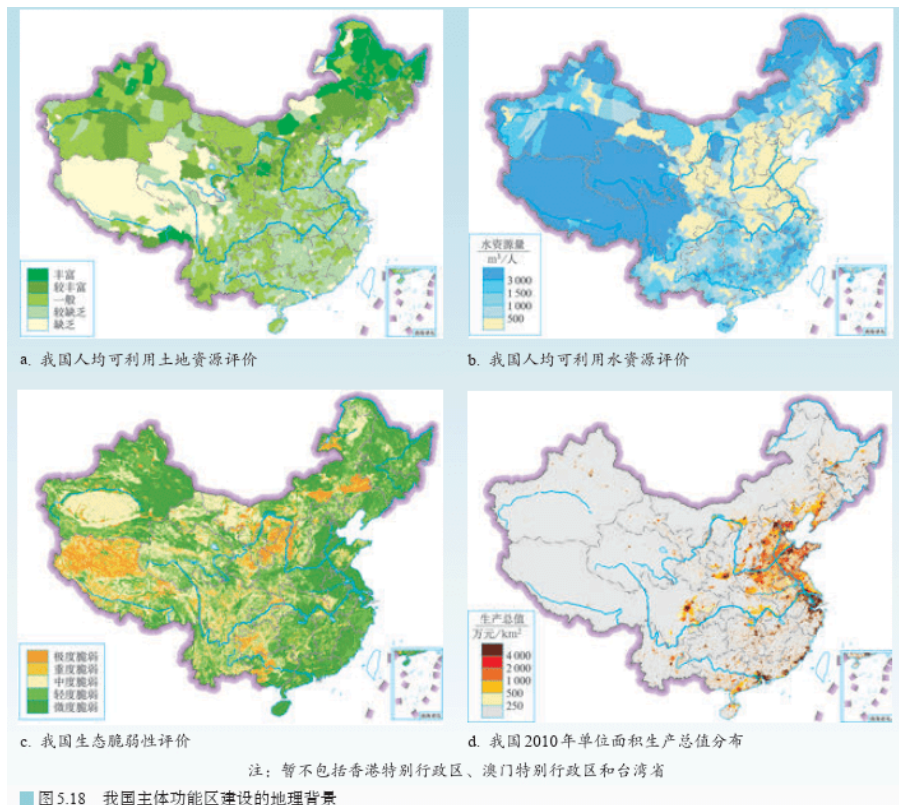 丰富
较丰富
一般
较缺乏
缺乏
a. 我国人均可利用土地资源评价
水资源量
m³/人
3 000
1 500
1 000
500
b. 我国人均可利用水资源评价
极度脆弱
重度脆弱
中度脆弱
轻度脆弱
微度脆弱
c. 我国生态脆弱性评价
生产总值
万元/km²
4 000
2 000
1 000
500
250
d. 我国2010年单位面积生产总值分布
注：暂不包括香港特别行政区、澳门特别行政区和台湾省
图5.18 我国主体功能区建设的地理背景